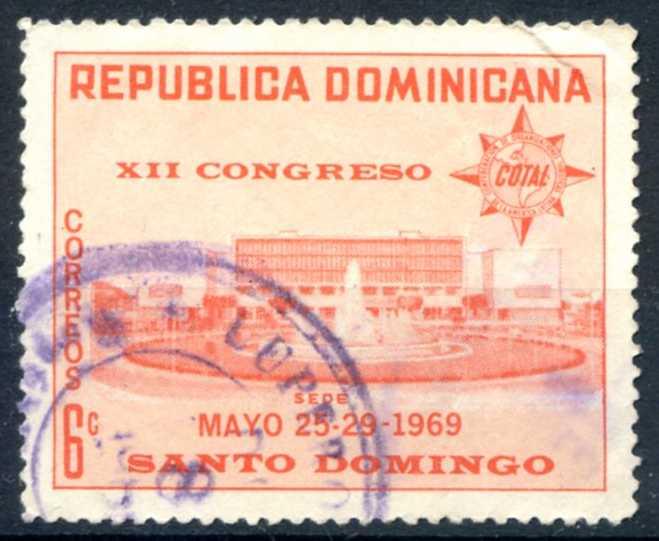 REPUBLICA DOMINICANA
XII CONGRESO
COTAL
CORREOS
SEDE
MAYO 25-29-1969
6c SANTO DOMINGO